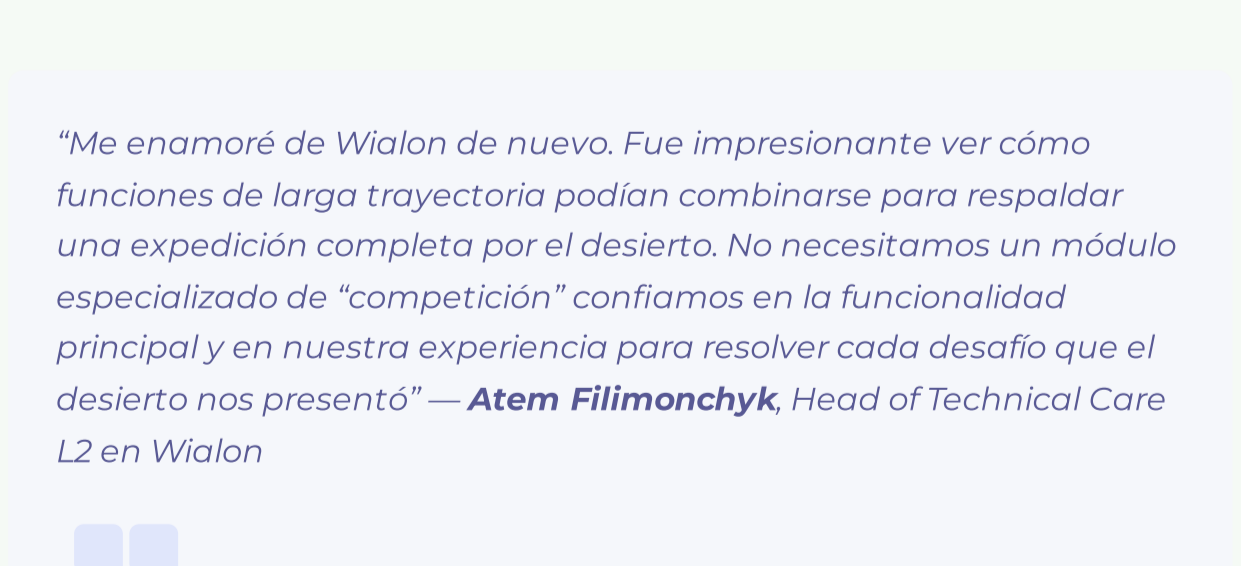 “Me enamoré de Wialon de nuevo. Fue impresionante ver cómo
funciones de larga trayectoria podían combinarse para respaldar
una expedición completa por el desierto. No necesitamos un módulo
especializado de “competición” confiamos en la funcionalidad
principal y en nuestra experiencia para resolver cada desafío que el
desierto nos presentó” — Atem Filimonchyk, Head of Technical Care
L2 en Wialon